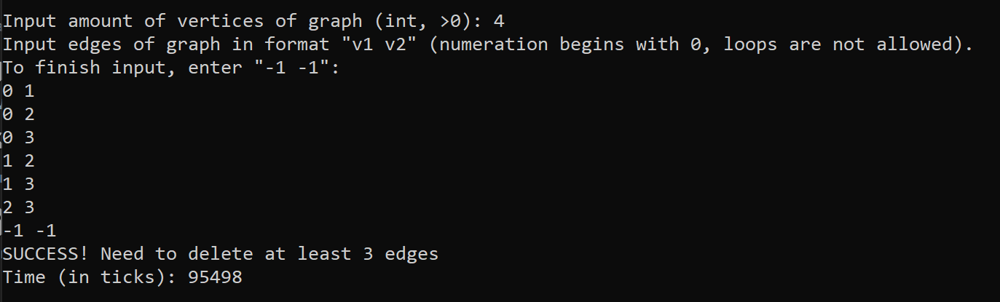 Input amount of vertices of graph (int, >0): 4
Input edges of graph in format "v1 v2" (numeration begins with 0, loops are not allowed).
To finish input, enter "-1 -1":
0 1
0 2
0 3
1 2
1 3
2 3
-1 -1
SUCCESS! Need to delete at least 3 edges
Time (in ticks): 95498